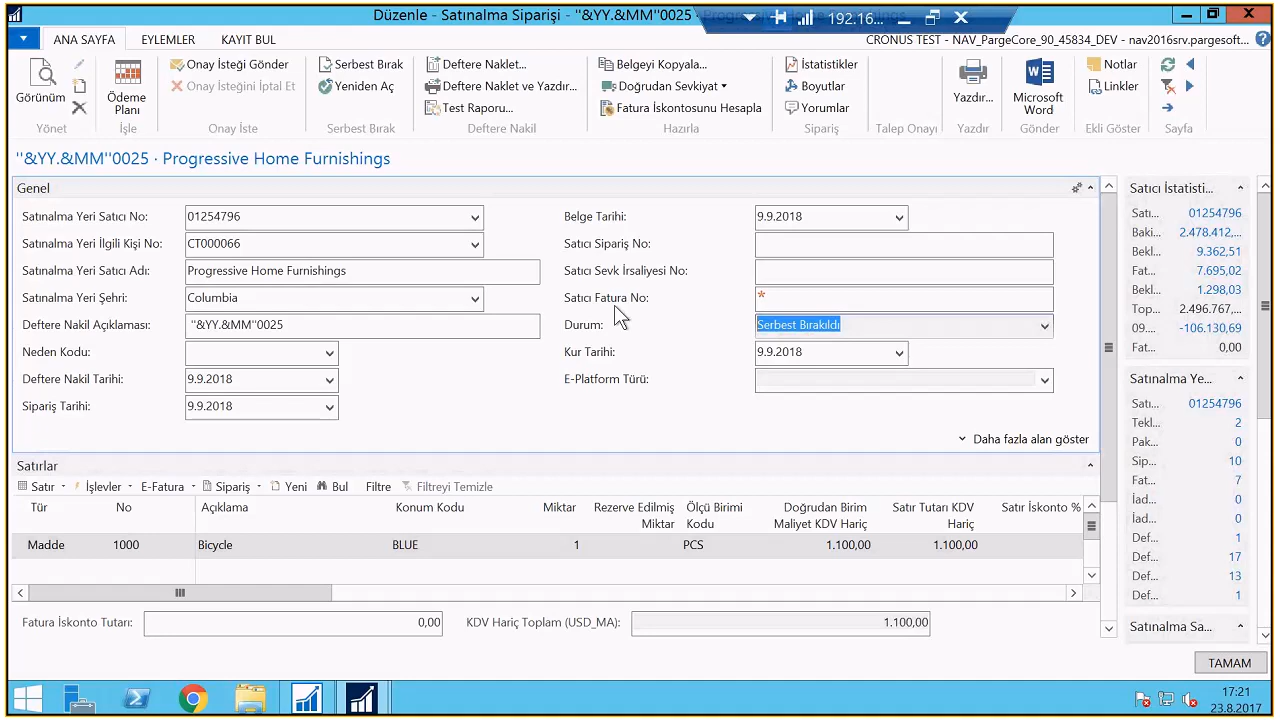 Düzenle - Satınalma Siparişi - "&YY.&MM"0025 - Progressive Home Furnishings
192.16...
ANA SAYFA EYLEMLER KAYIT BUL
CRONUS TEST - NAV_PargeCore_90_45834_DEV - nav2016srv.pargesoft...
Görünüm
Yönet
Ödeme Planı
İşle
Onay İsteği Gönder
Onay İsteğini İptal Et
Onay İste
Serbest Bırak
Yeniden Aç
Serbest Bırak
Deftere Naklet...
Deftere Naklet ve Yazdır...
Test Raporu...
Deftere Nakil
Belgeyi Kopyala...
Doğrudan Sevkiyat
Fatura İskontosunu Hesapla
Hazırla
İstatistikler
Boyutlar
Yorumlar
Sipariş
Talep Onayı
Yazdır...
Yazdır
Microsoft Word
Gönder
Notlar
Linkler
Ekli Göster
Sayfa
"&YY.&MM"0025 · Progressive Home Furnishings
Genel
Satınalma Yeri Satıcı No: 01254796
Satınalma Yeri İlgili Kişi No: CT000066
Satınalma Yeri Satıcı Adı: Progressive Home Furnishings
Satınalma Yeri Şehri: Columbia
Deftere Nakil Açıklaması: "&YY.&MM"0025
Neden Kodu:
Deftere Nakil Tarihi: 9.9.2018
Sipariş Tarihi: 9.9.2018
Belge Tarihi: 9.9.2018
Satıcı Sipariş No:
Satıcı Sevk İrsaliyesi No:
Satıcı Fatura No: *
Durum: Serbest Bırakıldı
Kur Tarihi: 9.9.2018
E-Platform Türü:
Daha fazla alan göster
Satırlar
Satır İşlevler E-Fatura Sipariş Yeni Bul Filtre Filtreyi Temizle
Tür No Açıklama Konum Kodu Miktar Rezerve Edilmiş Miktar Ölçü Birimi Kodu Doğrudan Birim Maliyet KDV Hariç Satır Tutarı KDV Hariç Satır İskonto %
Madde 1000 Bicycle BLUE 1 PCS 1.100,00 1.100,00
Fatura İskonto Tutarı: 0,00 KDV Hariç Toplam (USD_MA): 1.100,00
Satıcı İstatisti...
Satı... 01254796
Baki... 2.478.412,...
Bekl... 9.362,51
Fat... 7.695,02
Bekl... 1.298,03
Top... 2.496.767,...
09... -106.130,69
Fat... 0,00
Satınalma Ye...
Satı... 01254796
Tekl... 2
Pak... 0
Sip... 10
Fat... 7
İad... 0
İad... 0
Def... 1
Def... 17
Def... 13
Def... 1
Satınalma Sa...
TAMAM
17:21
23.8.2017